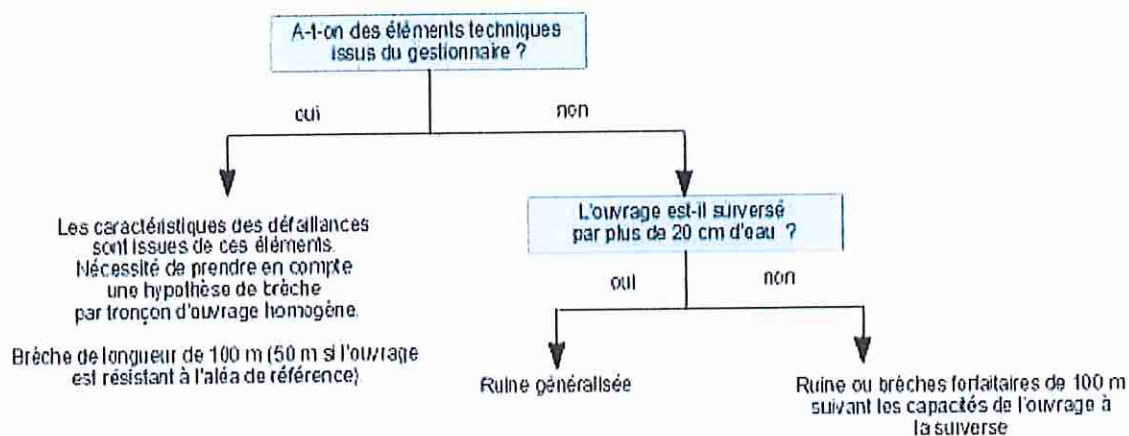 A-t-on des éléments techniques
issus du gestionnaire ?
oui
non
Les caractéristiques des défaillances
sont issues de ces éléments.
Nécessité de prendre en compte
une hypothèse de brèche
par tronçon d'ouvrage homogène.
Brèche de longueur de 100 m (50 m si l'ouvrage
est résistant à l'aléa de référence)
L'ouvrage est-il surversé
par plus de 20 cm d'eau ?
oui
non
Ruine généralisée
Ruine ou brèches forfaitaires de 100 m
suivant les capacités de l'ouvrage à
la surverse